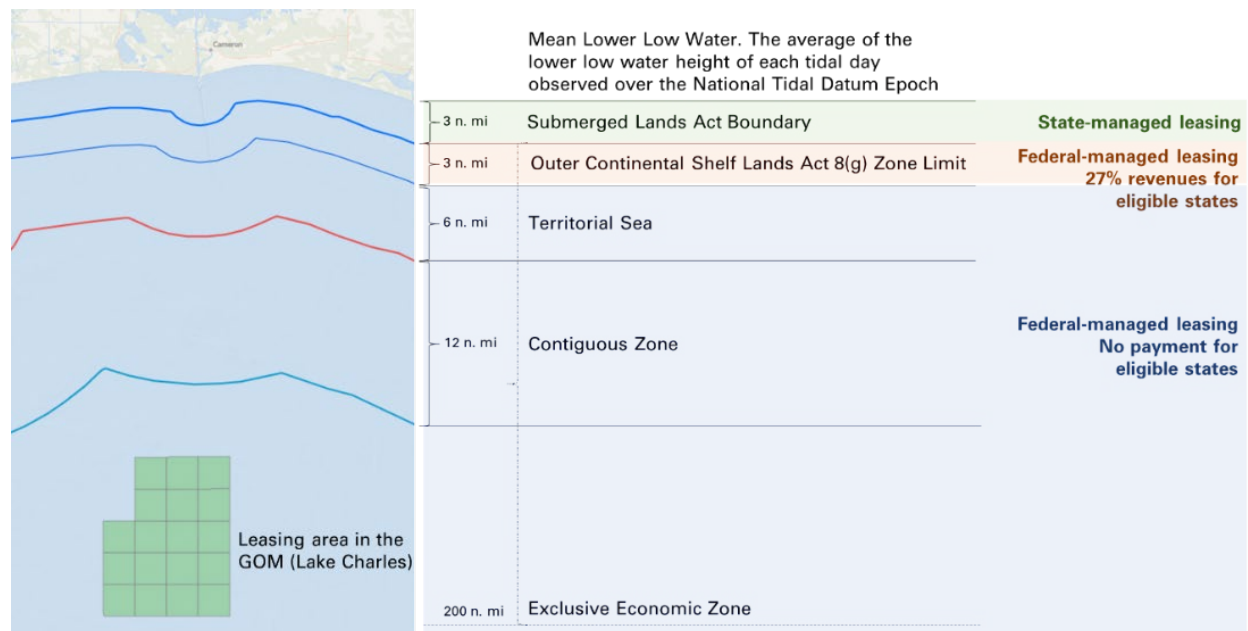 Cameron
Mean Lower Low Water. The average of the
lower low water height of each tidal day
observed over the National Tidal Datum Epoch
3 n. mi
Submerged Lands Act Boundary
State-managed leasing
3 n. mi
Outer Continental Shelf Lands Act 8(g) Zone Limit
Federal-managed leasing
27% revenues for
eligible states
6 n. mi
Territorial Sea
12 n. mi
Contiguous Zone
Federal-managed leasing
No payment for
eligible states
Leasing area in the
GOM (Lake Charles)
200 n. mi
Exclusive Economic Zone